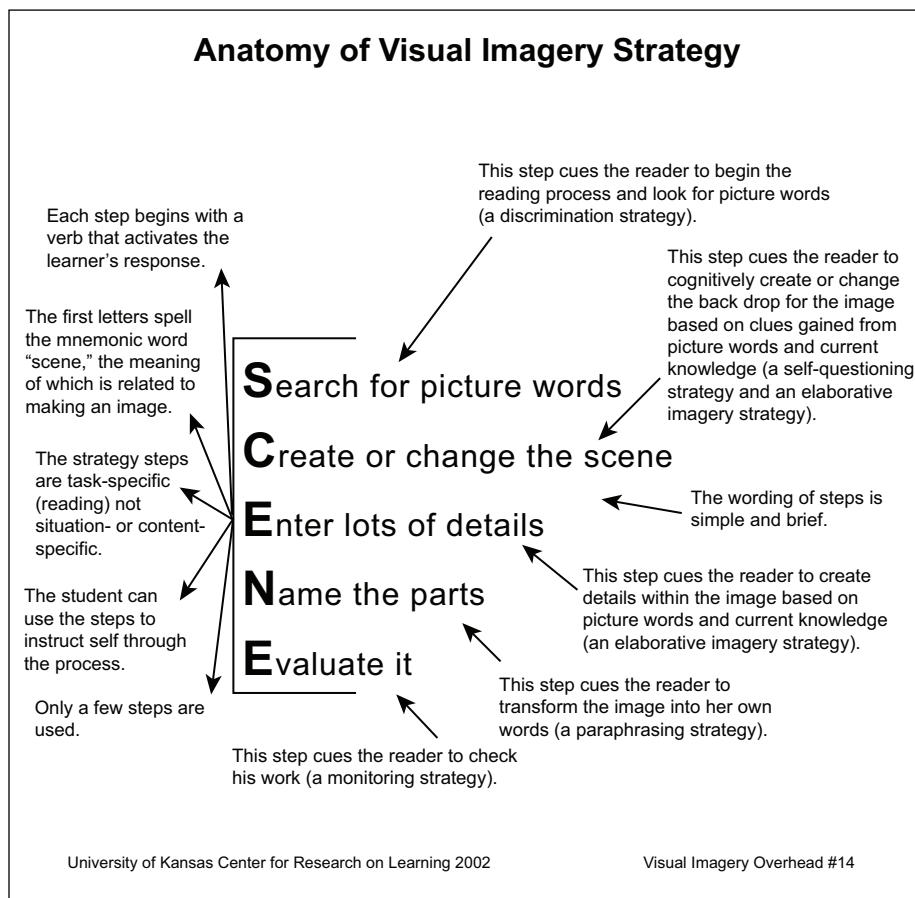 Anatomy of Visual Imagery Strategy
This step cues the reader to begin the
reading process and look for picture words
(a discrimination strategy).
Each step begins with a
verb that activates the
learner's response.
This step cues the reader to
cognitively create or change
the back drop for the image
based on clues gained from
picture words and current
knowledge (a self-questioning
strategy and an elaborative
imagery strategy).
The first letters spell
the mnemonic word
"scene," the meaning
of which is related to
making an image.
Search for picture words
Create or change the scene
The strategy steps
are task-specific
(reading) not
situation- or content-
specific.
The wording of steps is
simple and brief.
Enter lots of details
This step cues the reader to create
details within the image based on
picture words and current knowledge
(an elaborative imagery strategy).
Name the parts
The student can
use the steps to
instruct self through
the process.
Evaluate it
This step cues the reader to
transform the image into her own
words (a paraphrasing strategy).
Only a few steps are
used.
This step cues the reader to check
his work (a monitoring strategy).
University of Kansas Center for Research on Learning 2002
Visual Imagery Overhead #14